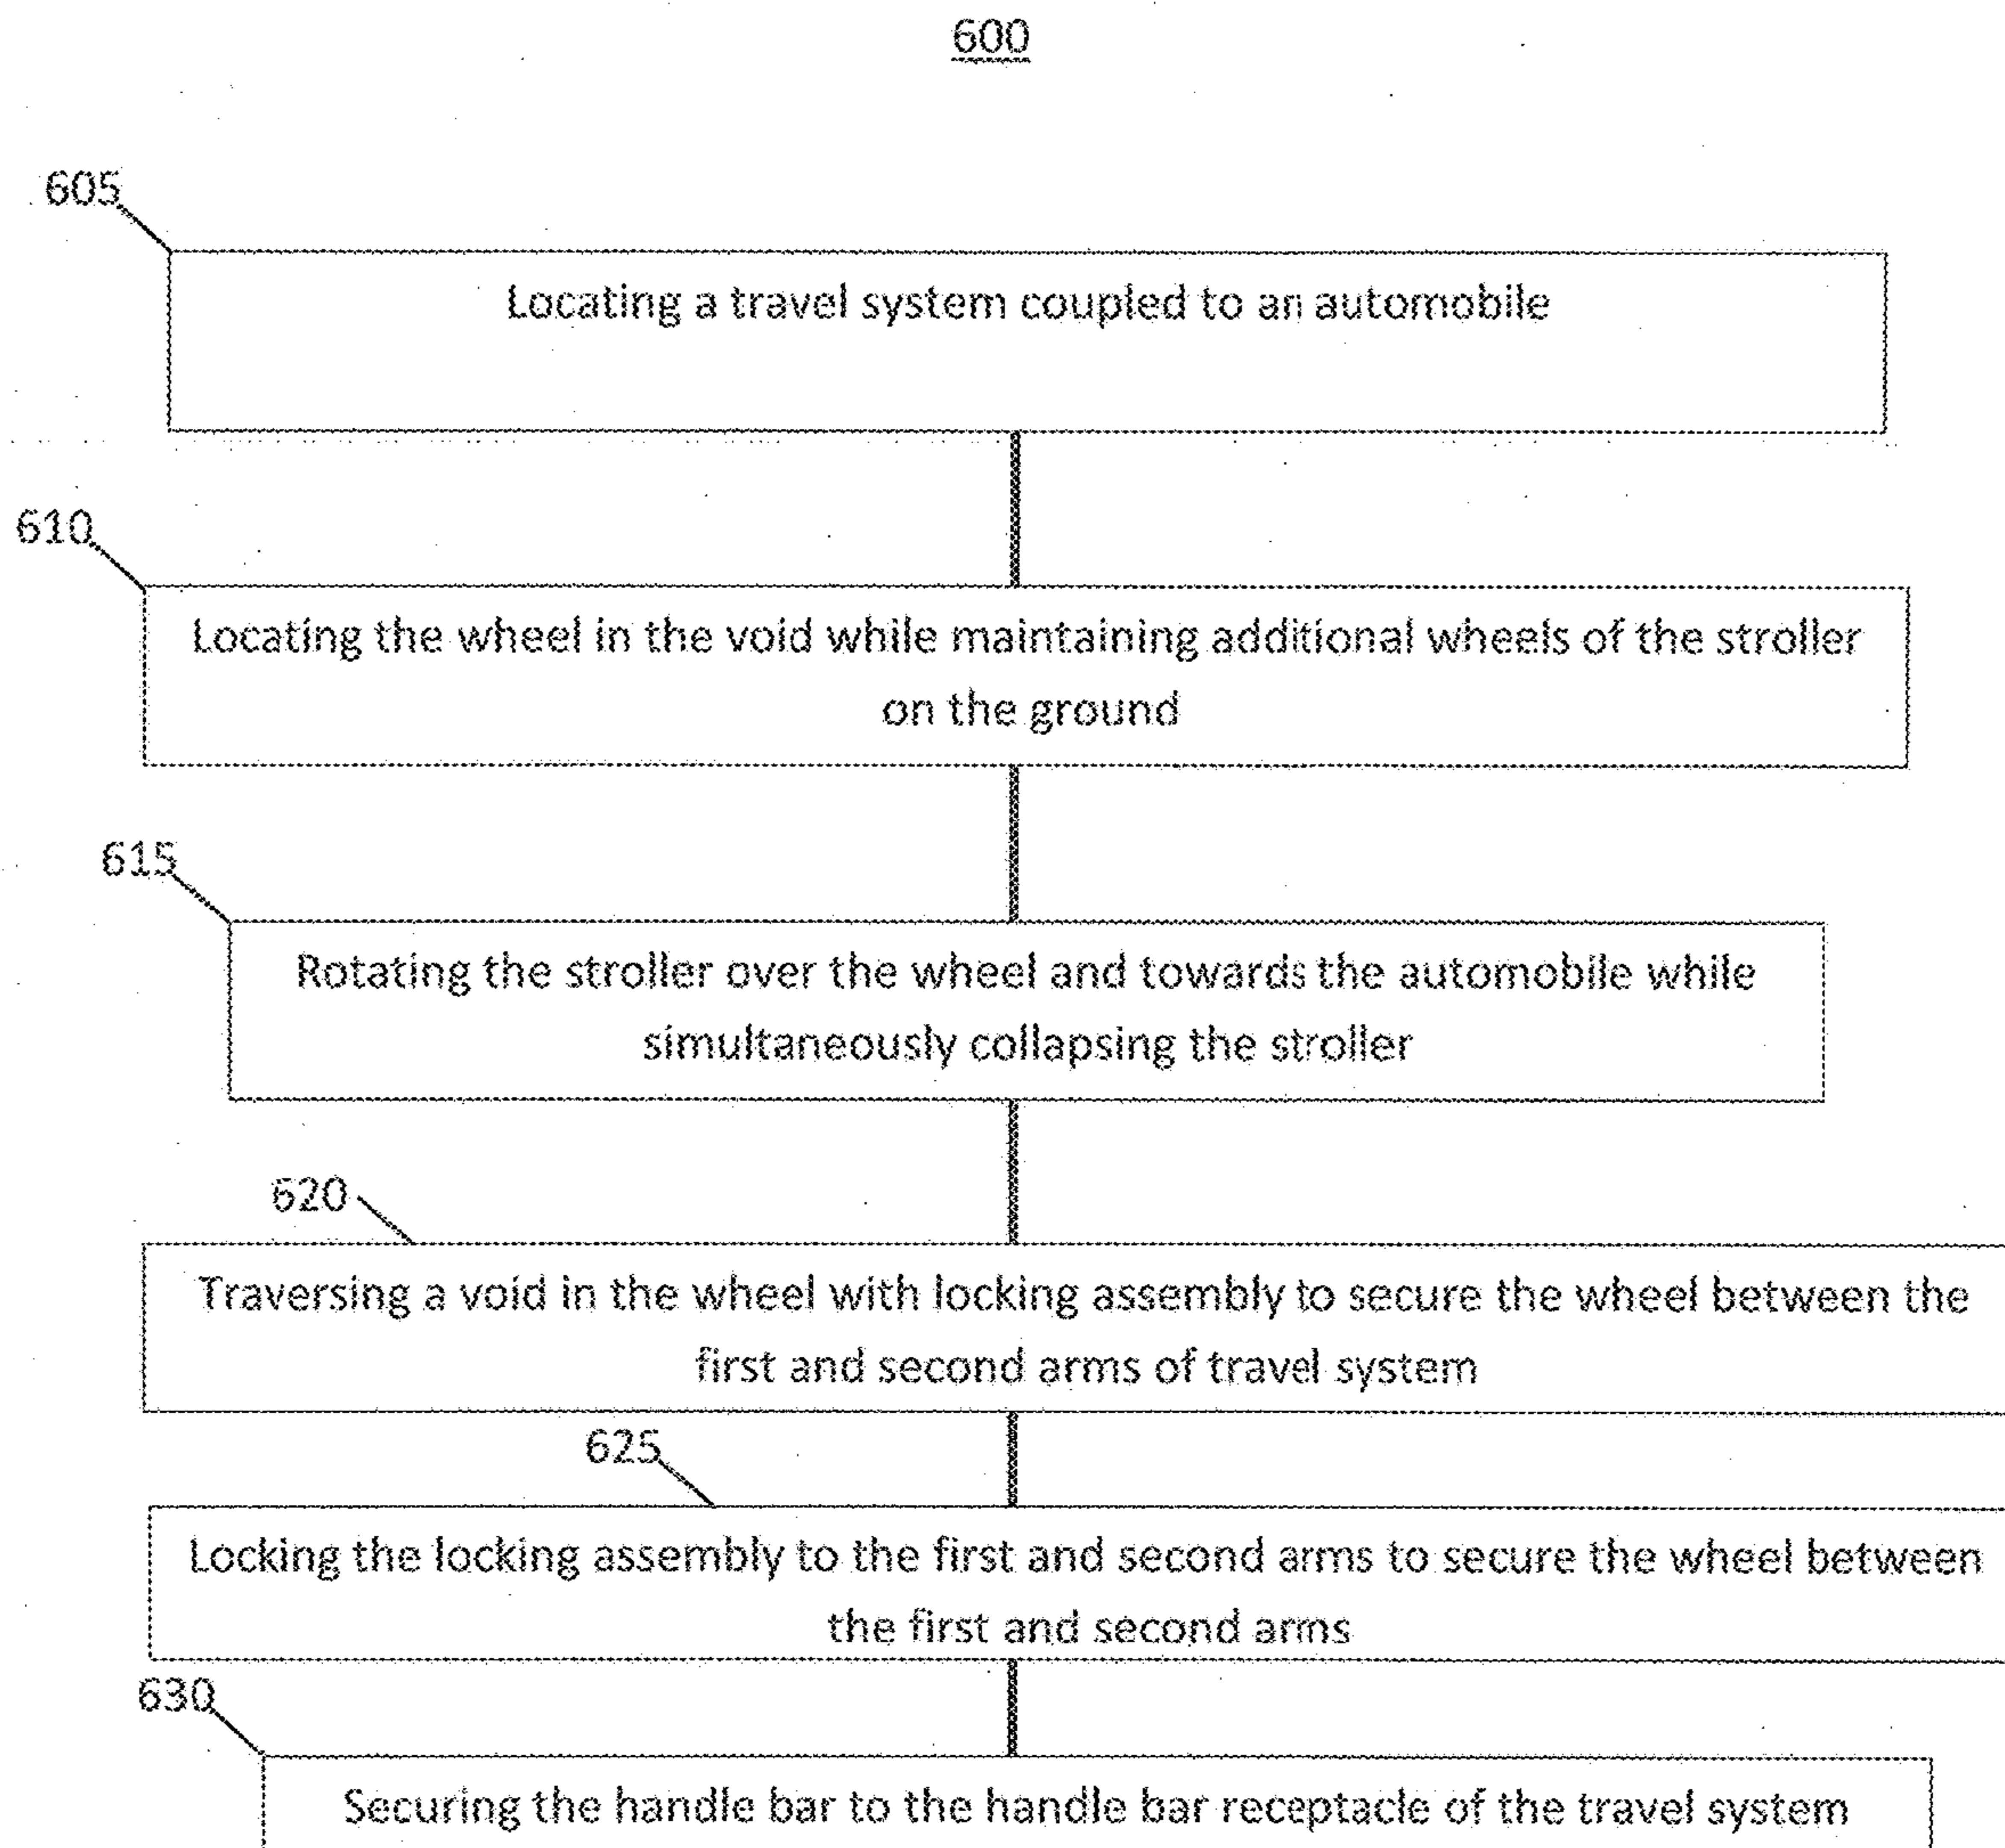 600
605
Locating a travel system coupled to an automobile
610
Locating the wheel in the void while maintaining additional wheels of the stroller
on the ground
615
Rotating the stroller over the wheel and towards the automobile while
simultaneously collapsing the stroller
620
Traversing a void in the wheel with locking assembly to secure the wheel between the
first and second arms of travel system
625
Locking the locking assembly to the first and second arms to secure the wheel between
the first and second arms
630
Securing the handle bar to the handle bar receptacle of the travel system